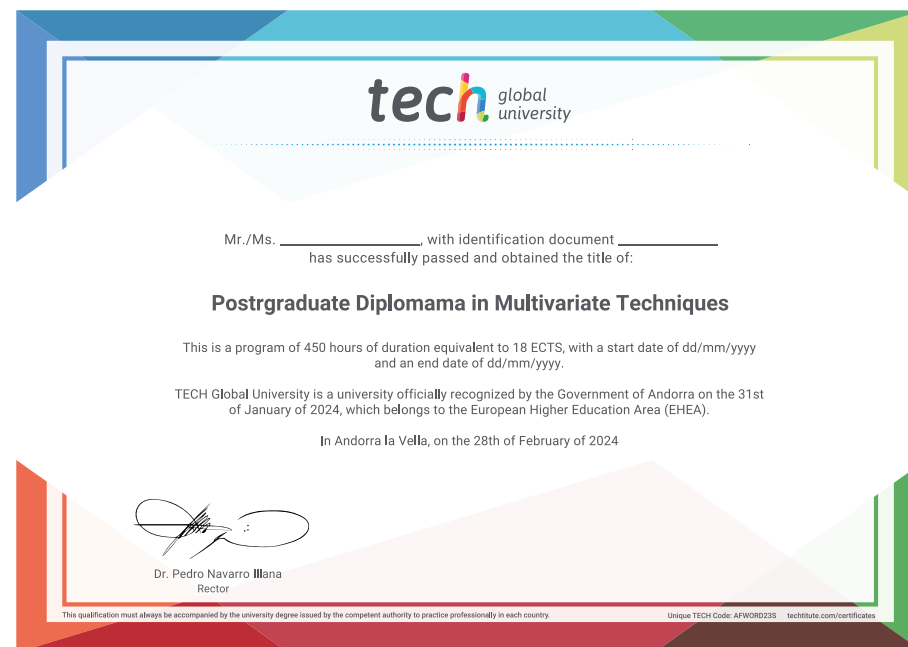 tech global university
Mr./Ms. ____________, with identification document ____________
has successfully passed and obtained the title of:
Postrgraduate Diplomama in Multivariate Techniques
This is a program of 450 hours of duration equivalent to 18 ECTS, with a start date of dd/mm/yyyy
and an end date of dd/mm/yyyy.
TECH Global University is a university officially recognized by the Government of Andorra on the 31st
of January of 2024, which belongs to the European Higher Education Area (EHEA).
In Andorra la Vella, on the 28th of February of 2024
Dr. Pedro Navarro Illana
Rector
This qualification must always be accompanied by the university degree issued by the competent authority to practice professionally in each country.
Unique TECH Code: AFWORD23S techtitute.com/certificates